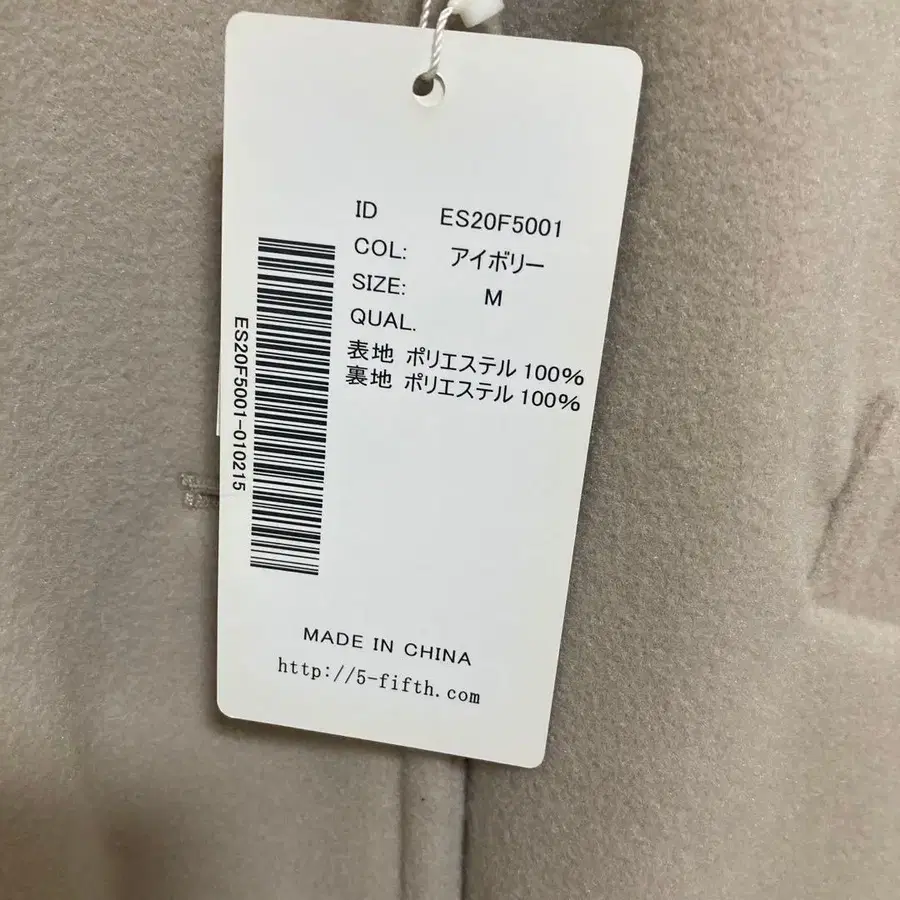 ID ES20F5001
COL: アイボリー
SIZE: M
QUAL.
表地 ポリエステル 100%
裏地 ポリエステル 100%
ES20F5001-010215
MADE IN CHINA
http://5-fifth.com